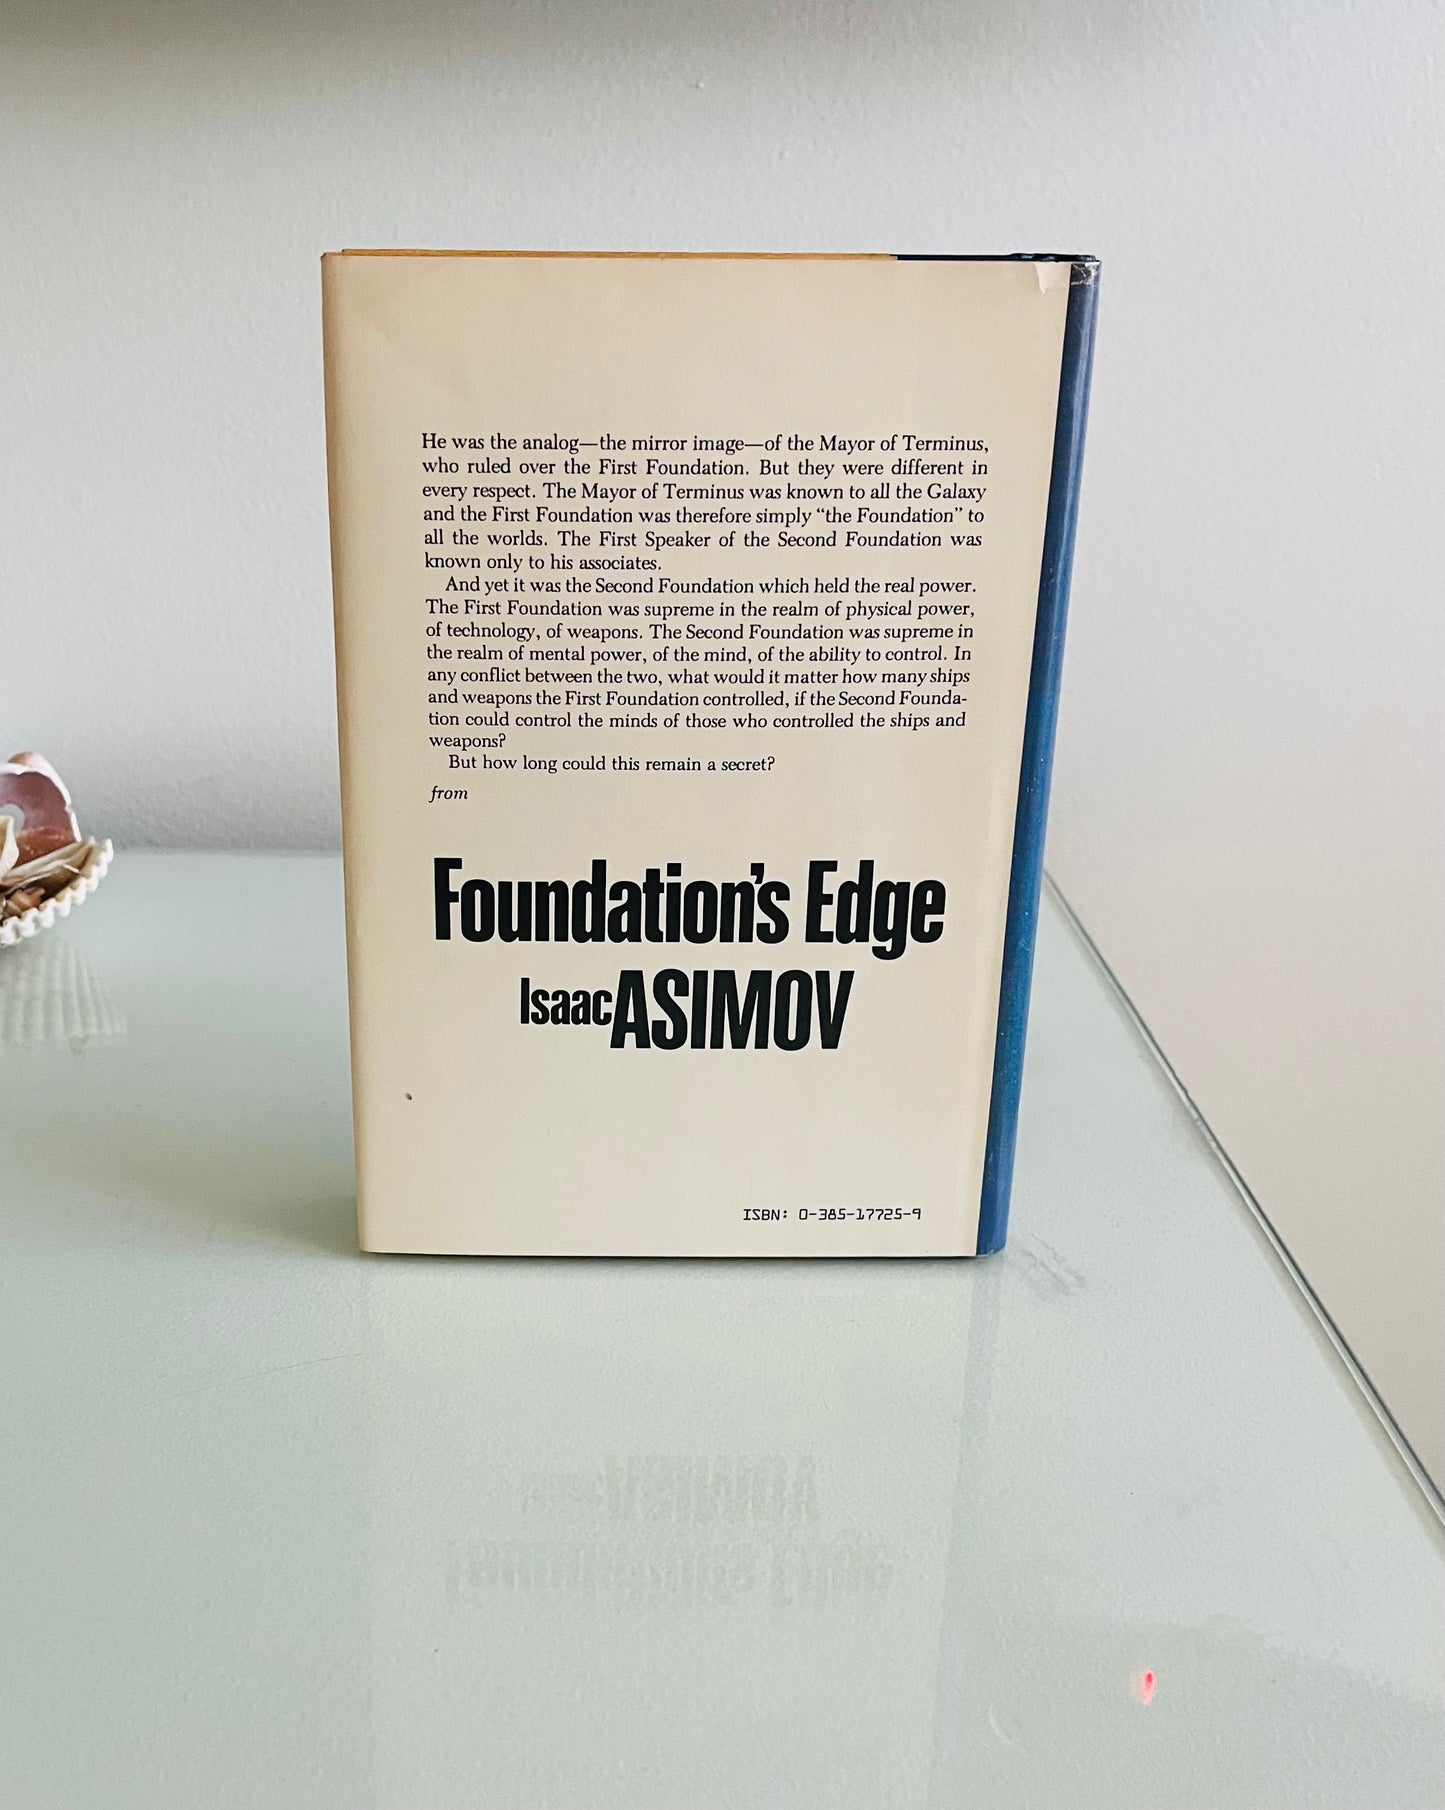 He was the analog—the mirror image—of the Mayor of Terminus,
who ruled over the First Foundation. But they were different in
every respect. The Mayor of Terminus was known to all the Galaxy
and the First Foundation was therefore simply “the Foundation” to
all the worlds. The First Speaker of the Second Foundation was
known only to his associates.
And yet it was the Second Foundation which held the real power.
The First Foundation was supreme in the realm of physical power,
of technology, of weapons. The Second Foundation was supreme in
the realm of mental power, of the mind, of the ability to control. In
any conflict between the two, what would it matter how many ships
and weapons the First Foundation controlled, if the Second Founda-
tion could control the minds of those who controlled the ships and
weapons?
But how long could this remain a secret?
from
Foundation's Edge
Isaac ASIMOV
ISBN: 0-385-17725-9